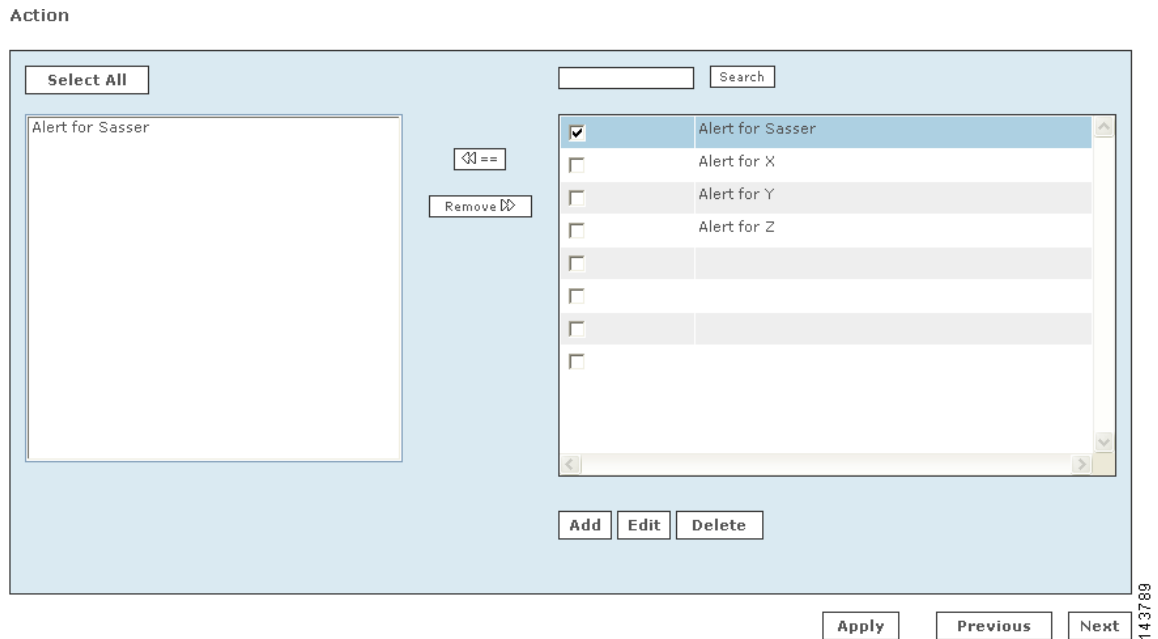 Action
Select All
Search
Alert for Sasser
==
Remove
Alert for Sasser
Alert for X
Alert for Y
Alert for Z
Add
Edit
Delete
Apply
Previous
Next
143789